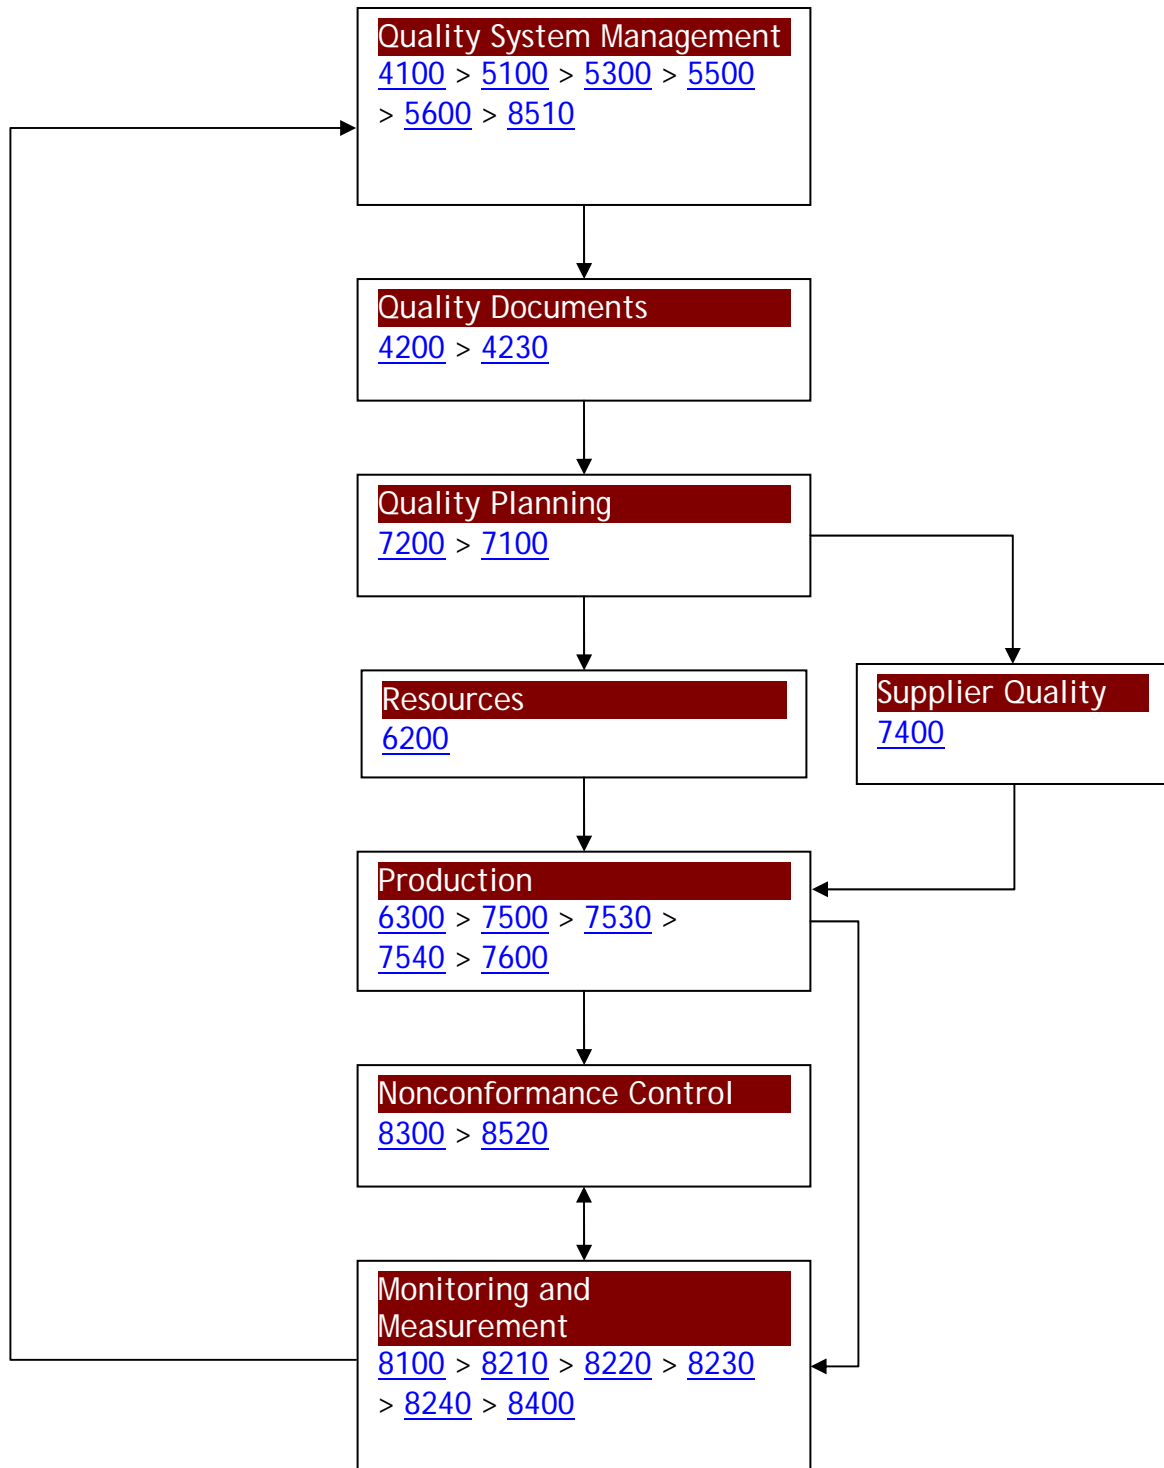 Quality System Management
4100 > 5100 > 5300 > 5500
> 5600 > 8510
Quality Documents
4200 > 4230
Quality Planning
7200 > 7100
Resources
6200
Supplier Quality
7400
Production
6300 > 7500 > 7530 >
7540 > 7600
Nonconformance Control
8300 > 8520
Monitoring and
Measurement
8100 > 8210 > 8220 > 8230
> 8240 > 8400